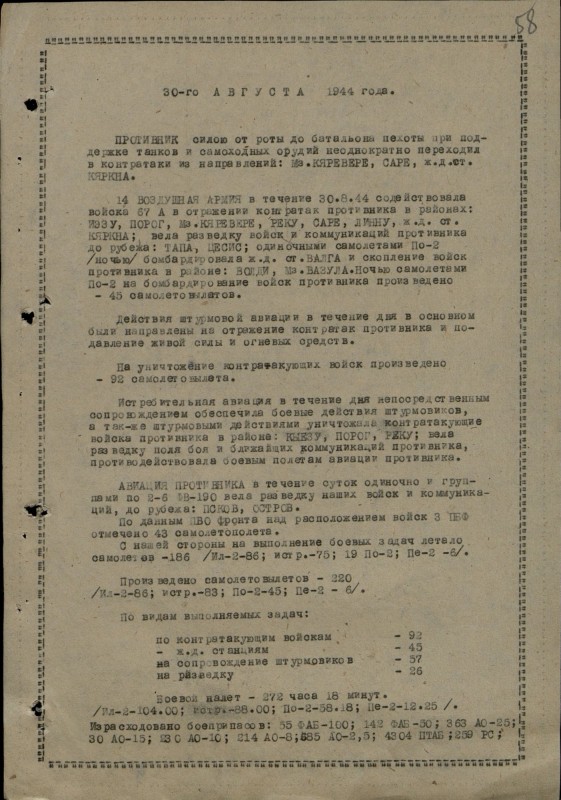 58
30-го АВГУСТА 1944 года.
ПРОТИВНИК силою от роты до батальона пехоты при под-
держке танков и самоходных орудий неоднократно переходил
в контратаки из направлений: Мз.КЯРЕВЕРЕ, САРЕ, ж.д.ст.
КЯРКНА.
14 ВОЗДУШНАЯ АРМИЯ в течение 30.8.44 содействовала
войска 67 А в отражении контратак противника в районах:
ПОРОГ, Мз.КЯРЕВЕРЕ, РЕКУ, САРЕ, ЛИННУ, ж.д. ст.
КЯРКНА; вела разведку войск и коммуникаций противника
до рубежа: ТАПА, ЦЕСИС; одиночными самолетами По-2
/ночью/ бомбардировала ж.д. ст.ВАЛГА и скопление войск
противника в районе: ВОЛДИ, Мз.ВАЗУЛА.Ночью самолетами
По-2 на бомбардирование войск противника произведено
- 45 самолетовылетов.
Действия штурмовой авиации в течение дня в основном
были направлены на отражение контратак противника и по-
давление живой силы и огневых средств.
На уничтожение контратакующих войск произведено
- 92 самолетовылета.
Истребительная авиация в течение дня непосредственным
сопровождением обеспечила боевые действия штурмовиков,
а так-же штурмовыми действиями уничтожала контратакующие
войска противника в районе: ПОРОГ, РЕКУ; вела
разведку поля боя и ближайших коммуникаций противника,
противодействовала боевым полетам авиации противника.
АВИАЦИЯ ПРОТИВНИКА в течение суток одиночно и груп-
пами по 2-6 ФВ-190 вела разведку наших войск и коммуника-
ций, до рубежа: ПСКОВ, ОСТРОВ.
По данным ПВО фронта над расположением войск 3 ПБФ
отмечено 43 самолетополета.
С нашей стороны на выполнение боевых задач летало
самолетов -186 /Ил-2-86; истр.-75; 19 По-2; Пе-2 -6/.
Произведено самолетовылетов - 220
/Ил-2-86; истр.-83; По-2-45; Пе-2 - 6/.
По видам выполняемых задач:
по контратакующим войскам - 92
- ж.д. станциям - 45
на сопровождение штурмовиков - 57
на разведку - 26
Боевой налет - 272 часа 18 минут.
/Ил-2-104.00; истр.-88.00; По-2-58.18; Пе-2-12.25 /.
Израсходовано боеприпасов: 55 ФАБ-100; 142 ФАБ-50; 363 АО-25;
30 АО-15; 230 АО-10; 214 АО-8;585 АО-2,5; 4304 ПТАБ;259 РС;